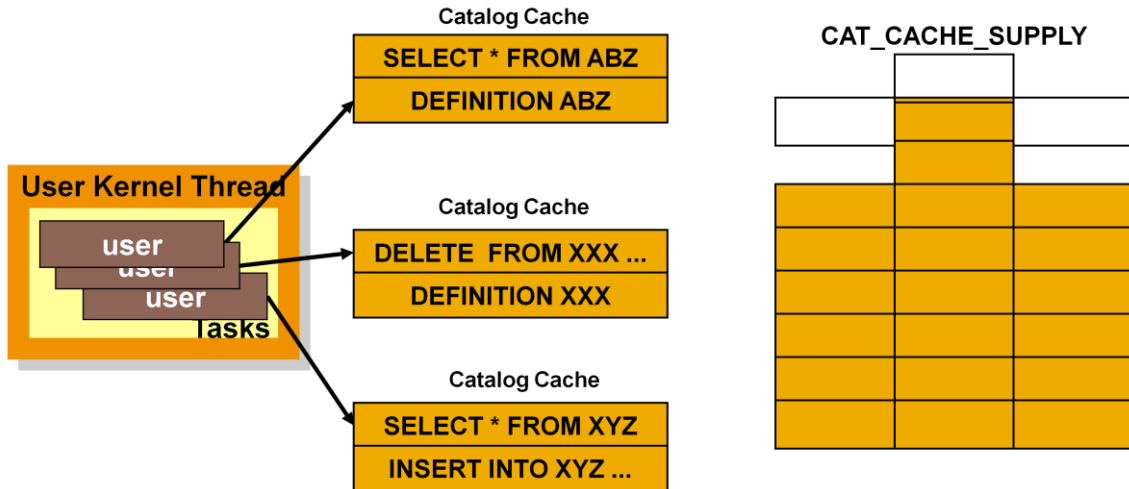 Catalog Cache
SELECT * FROM ABZ
DEFINITION ABZ
CAT_CACHE_SUPPLY
User Kernel Thread
user
user
user
Tasks
Catalog Cache
DELETE FROM XXX ...
DEFINITION XXX
Catalog Cache
SELECT * FROM XYZ
INSERT INTO XYZ ...